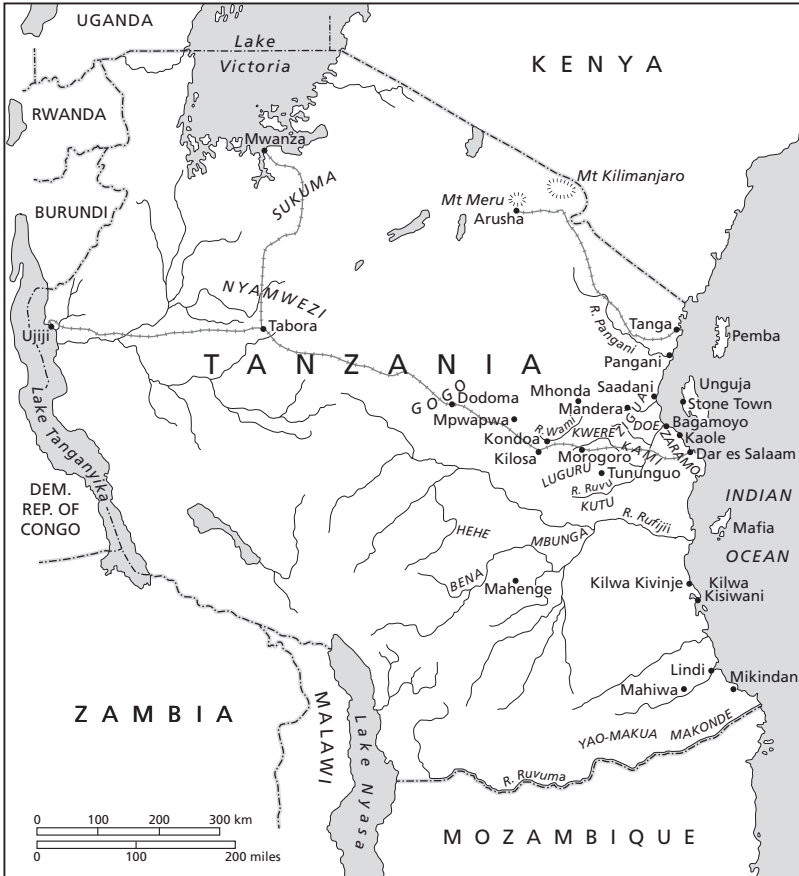 UGANDA
Lake
Victoria
KENYA
RWANDA
Mwanza
Mt Kilimanjaro
Mt Meru
Arusha
SUKUMA
BURUNDI
NYAMWEZI
R. Pangani
Tanga
Ujiji
Tabora
Pemba
Pangani
TANZANIA
Lake Tanganyika
GOGO
Dodoma
Mhonda
Saadani
Unguja
Mandera
Stone Town
Mpwapwa
ZIGUA
R. Wami
KWERE
DOE
Bagamoyo
Kondoa
Kaole
ZARAMO
Kilosa
Morogoro
KAMI
Dar es Salaam
LUGURU
Tununguo
R. Ruvu
KUTU
DEM.
REP. OF
CONGO
INDIAN
OCEAN
R. Rufijii
Mafia
HEHE
MBUNGA
BENA
Mahenge
Kilwa Kivinje
Kilwa
Kisiwani
Lindi
Mikindan
Mahiwa
ZAMBIA
MALAWI
Lake Nyasa
YAO-MAKUA
MAKONDE
R. Ruvuma
MOZAMBIQUE
0 100 200 300 km
0 100 200 miles